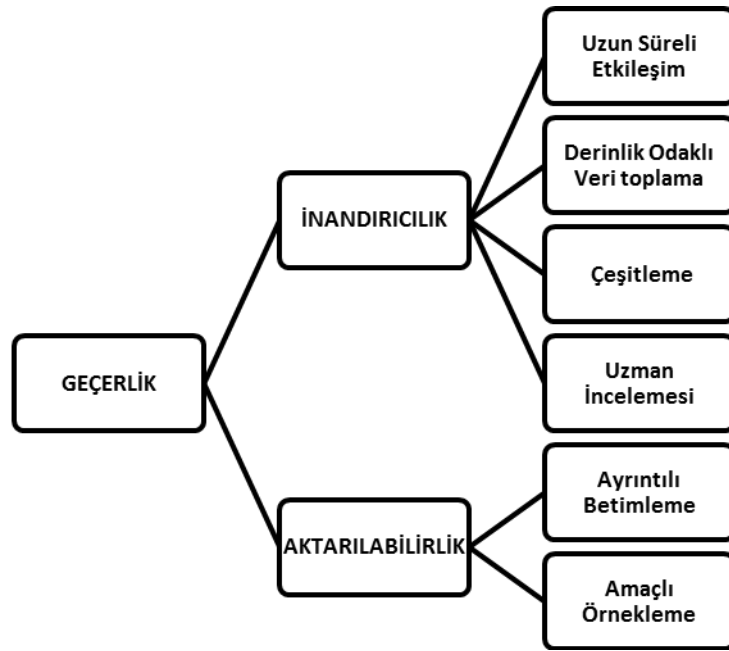 GEÇERLİK
İNANDIRICILIK
Uzun Süreli
Etkileşim
Derinlik Odaklı
Veri toplama
Çeşitleme
Uzman
İncelemesi
AKTARILABİLİRLİK
Ayrıntılı
Betimleme
Amaçlı
Örnekleme